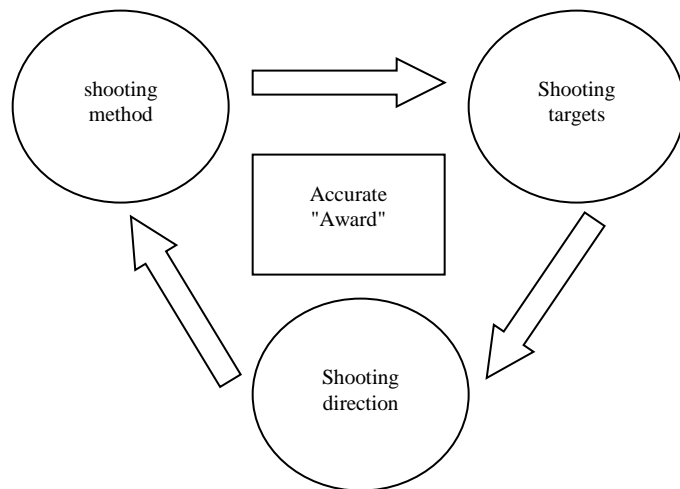 shooting
method
Shooting
targets
Accurate
"Award"
Shooting
direction